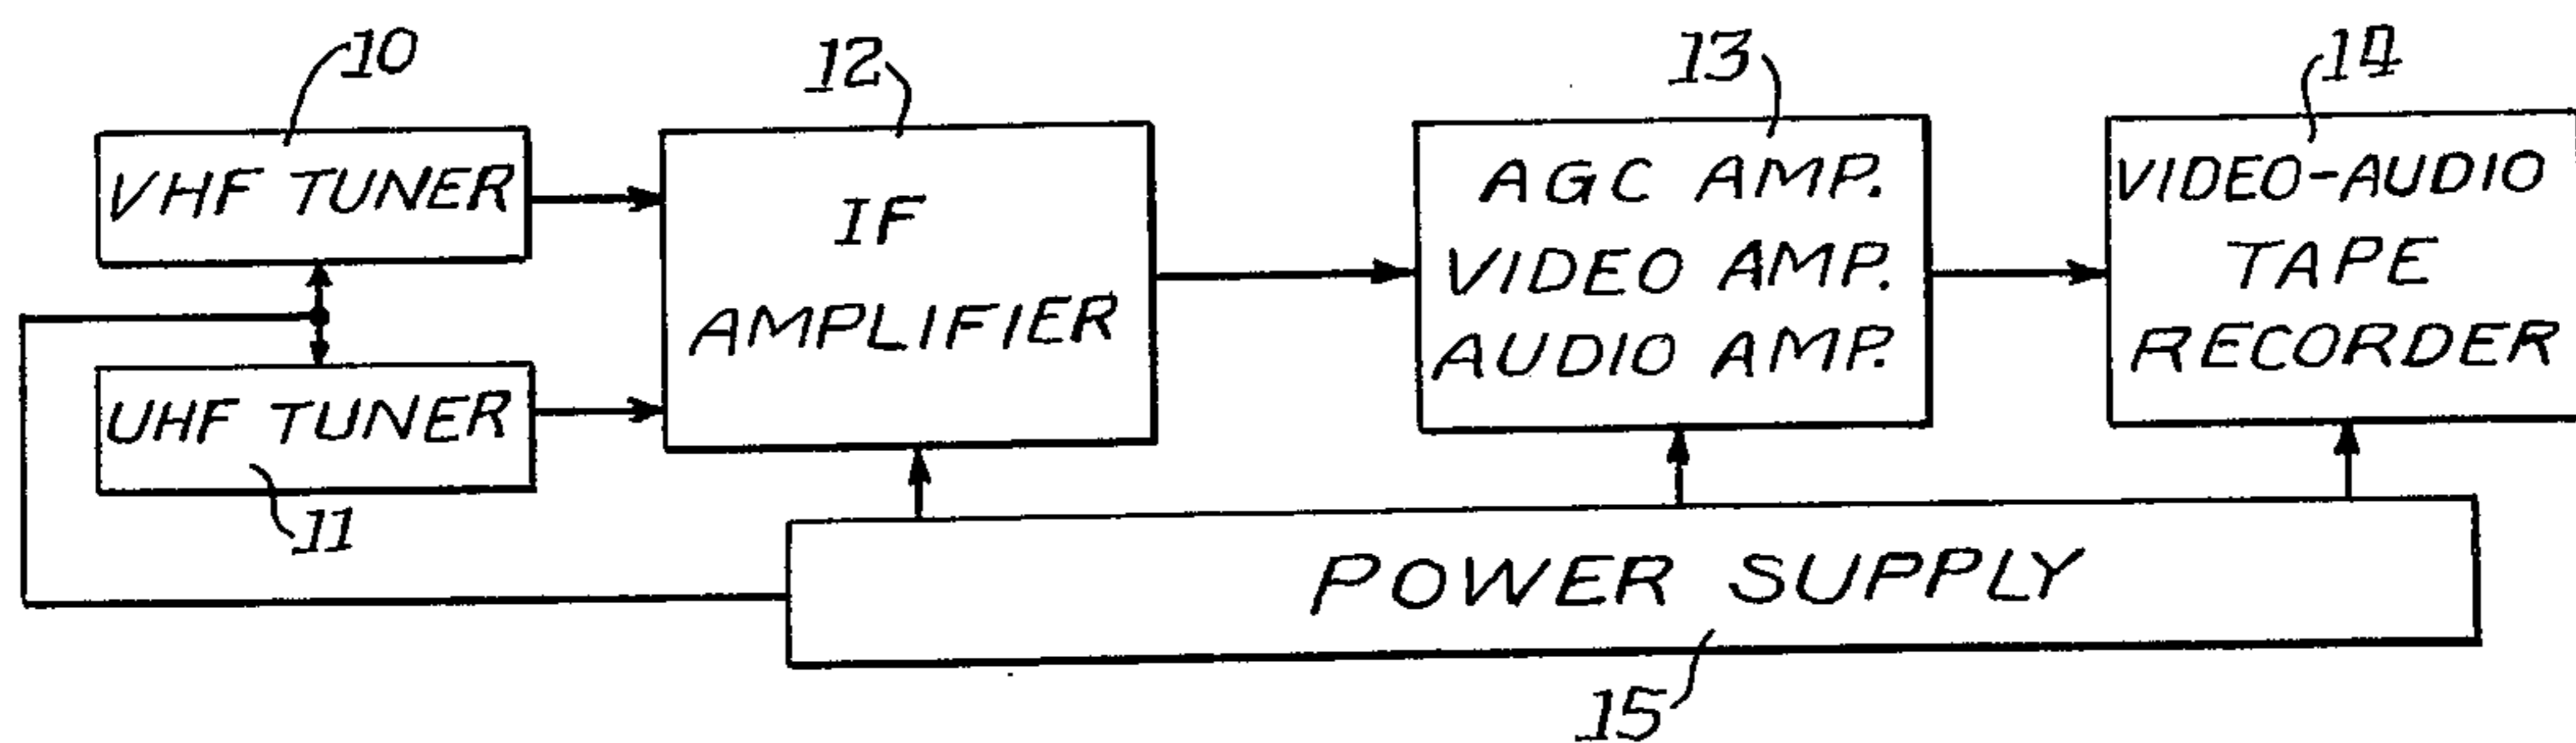 10
12
13
14
VHF TUNER
IF
AMPLIFIER
AGC AMP.
VIDEO AMP.
AUDIO AMP.
VIDEO-AUDIO
TAPE
RECORDER
UHF TUNER
11
POWER SUPPLY
15